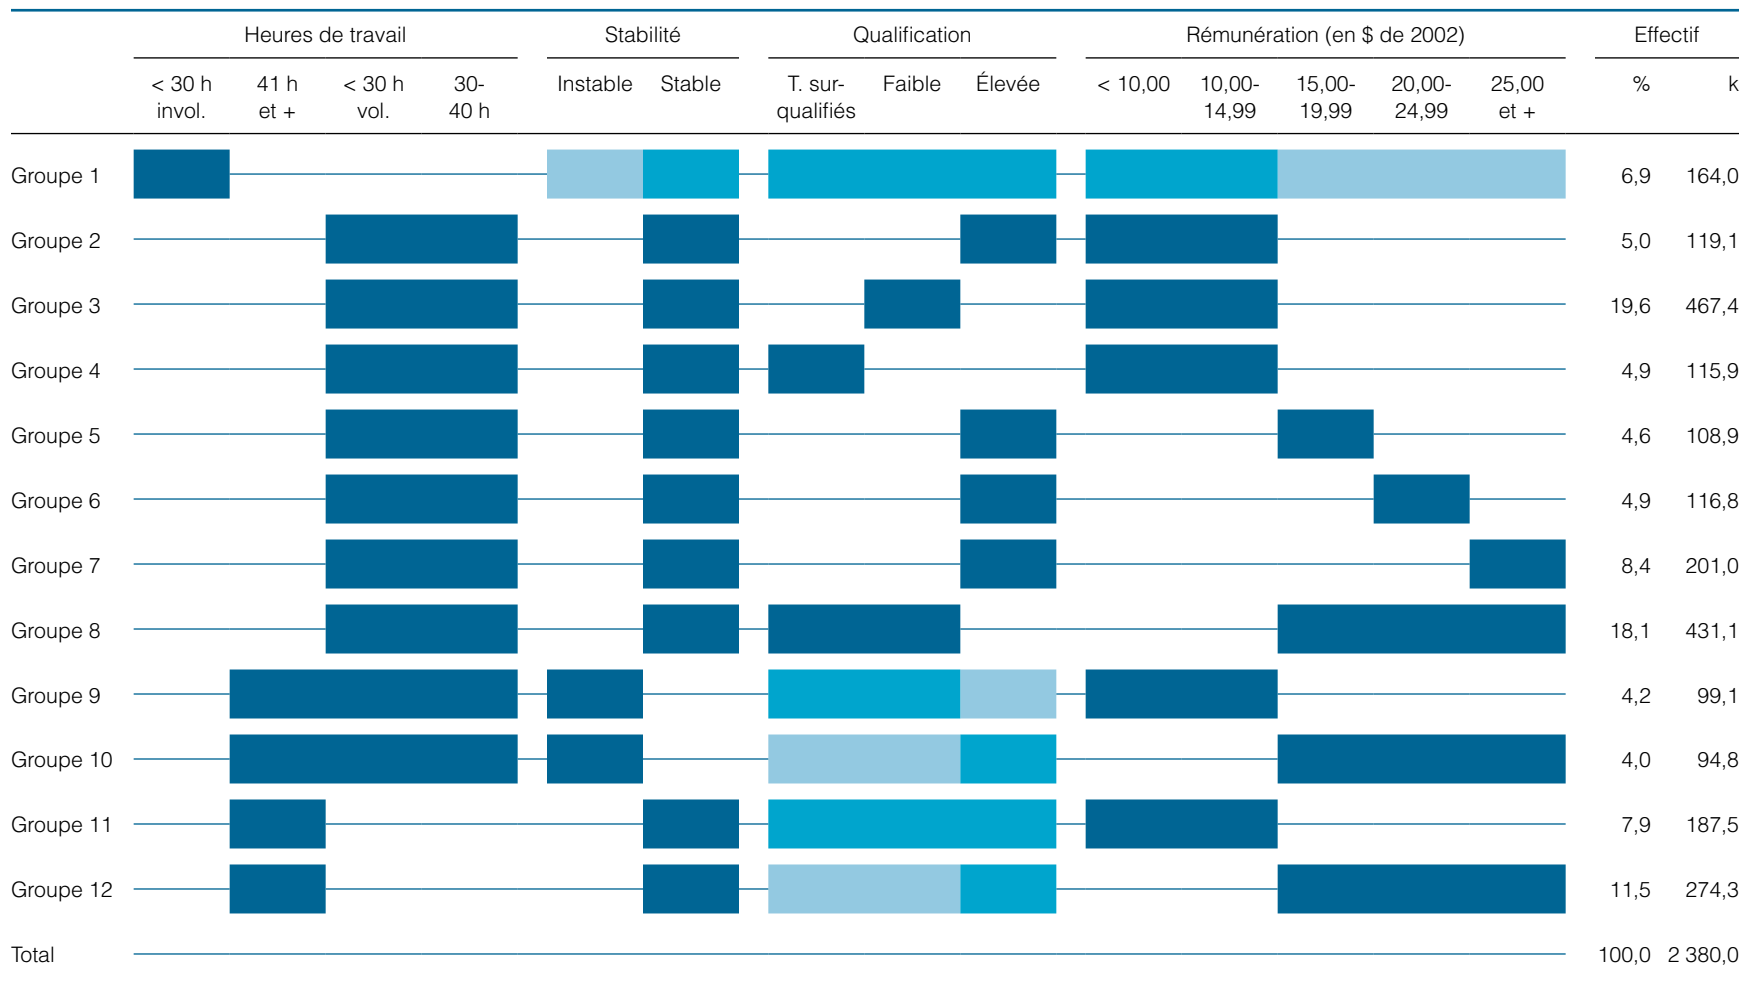 Heures de travail Stabilité Qualification Rémunération (en $ de 2002) Effectif
< 30 h invol. 41 h et + < 30 h vol. 30-40 h Instable Stable T. sur-qualifiés Faible Élevée < 10,00 10,00-14,99 15,00-19,99 20,00-24,99 25,00 et + % k
Groupe 1 6,9 164,0
Groupe 2 5,0 119,1
Groupe 3 19,6 467,4
Groupe 4 4,9 115,9
Groupe 5 4,6 108,9
Groupe 6 4,9 116,8
Groupe 7 8,4 201,0
Groupe 8 18,1 431,1
Groupe 9 4,2 99,1
Groupe 10 4,0 94,8
Groupe 11 7,9 187,5
Groupe 12 11,5 274,3
Total 100,0 2 380,0